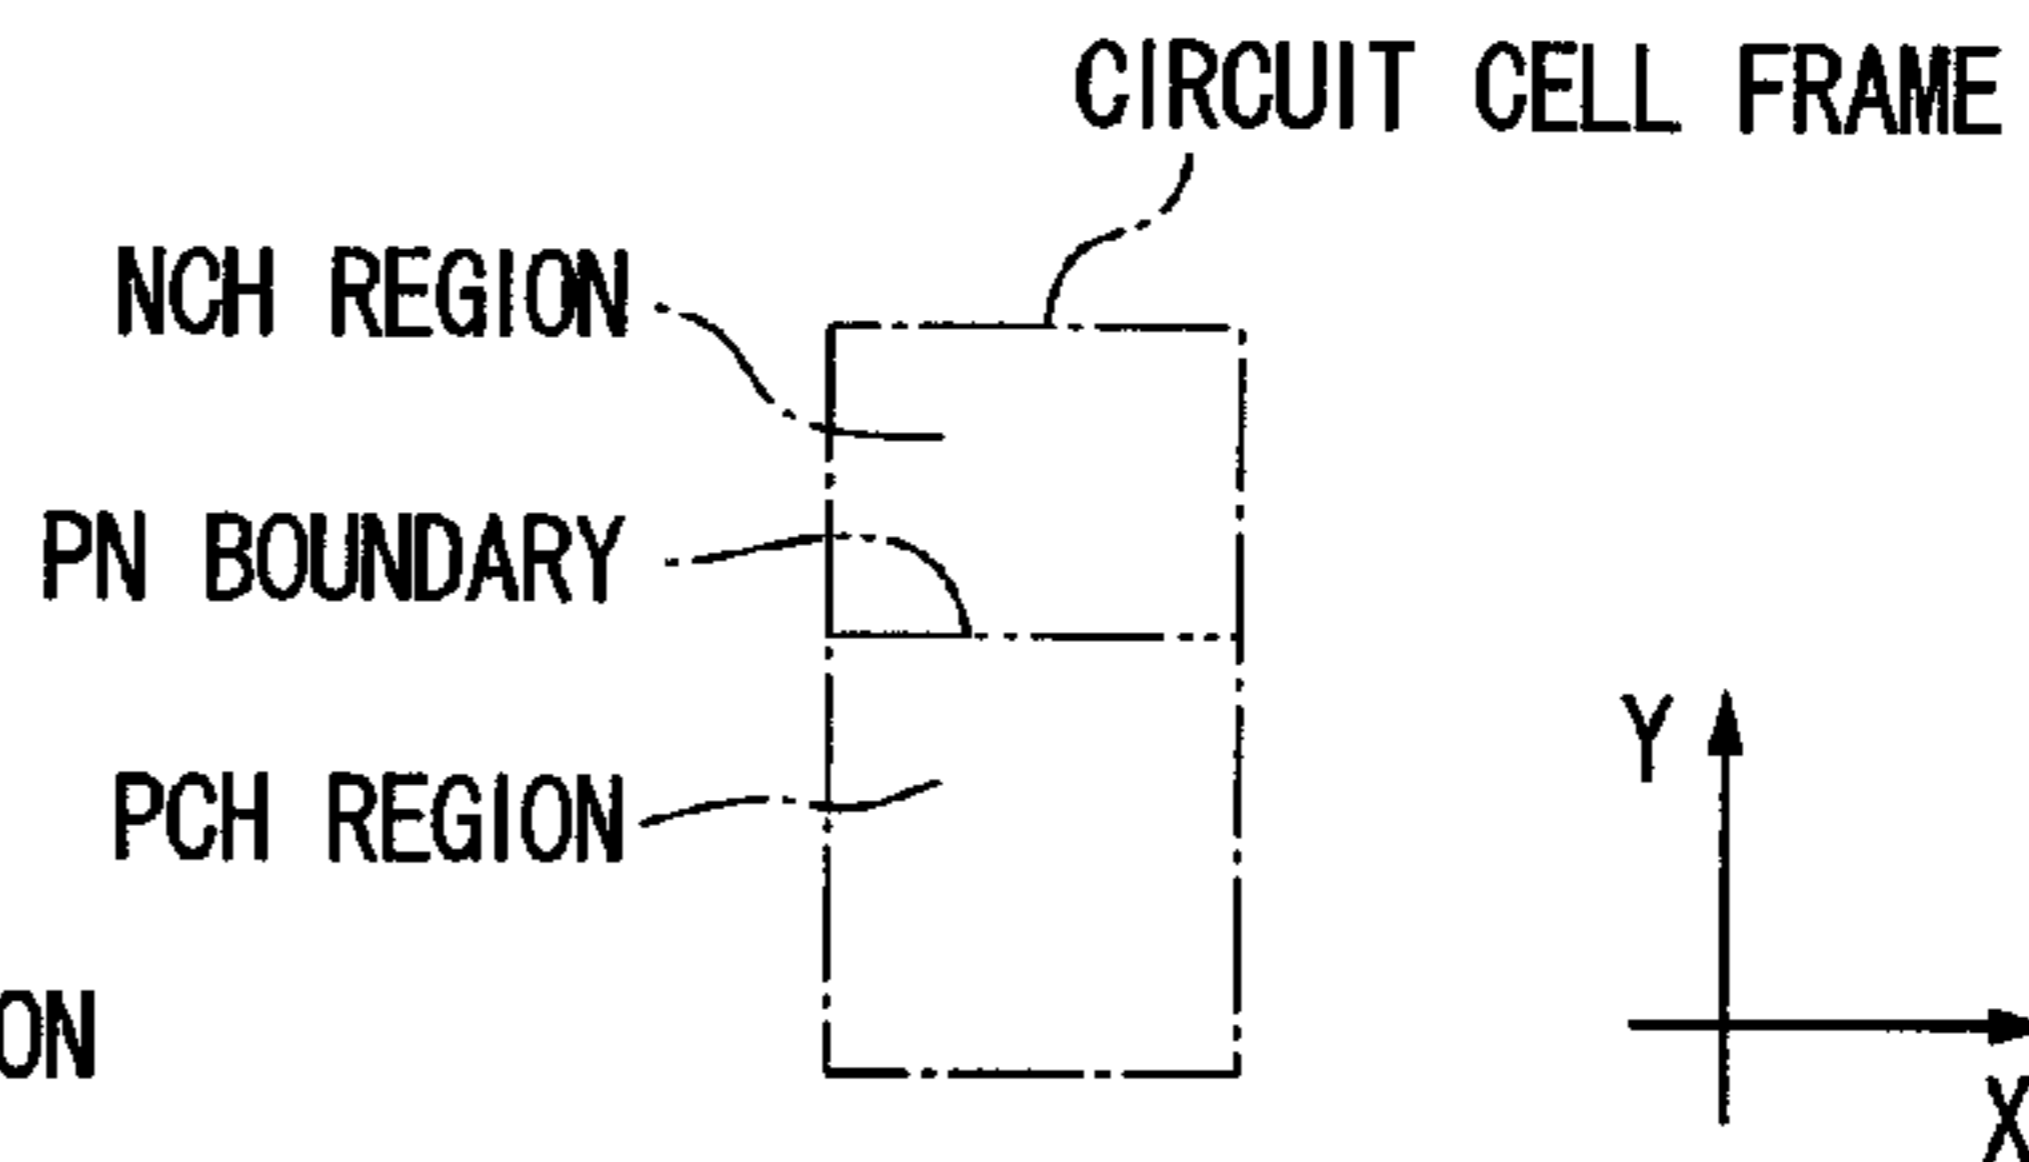 CIRCUIT CELL FRAME
NCH REGION
PN BOUNDARY
Y
PCH REGION
ON
X